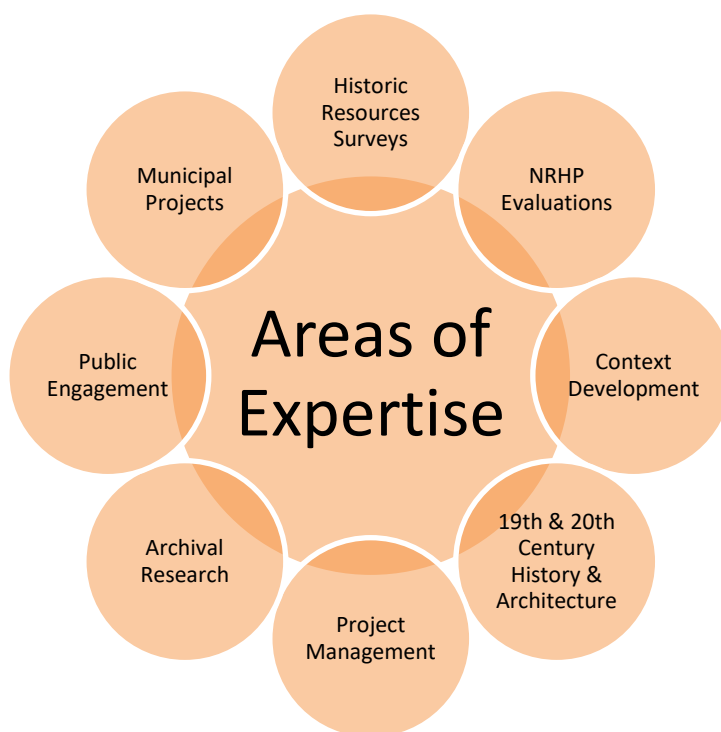 Historic
Resources
Surveys
NRHP
Evaluations
Context
Development
19th & 20th
Century
History &
Architecture
Project
Management
Archival
Research
Public
Engagement
Municipal
Projects
Areas of
Expertise